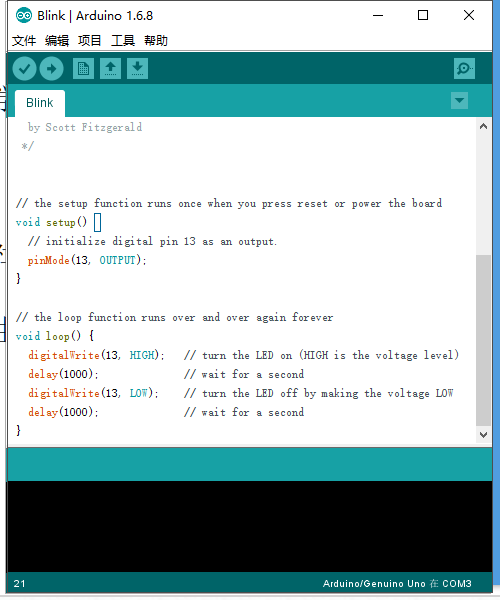 Blink | Arduino 1.6.8
文件 编辑 项目 工具 帮助
Blink
by Scott Fitzgerald
*/
// the setup function runs once when you press reset or power the board
void setup() {
// initialize digital pin 13 as an output.
pinMode(13, OUTPUT);
}
// the loop function runs over and over again forever
void loop() {
digitalWrite(13, HIGH);   // turn the LED on (HIGH is the voltage level)
delay(1000);              // wait for a second
digitalWrite(13, LOW);    // turn the LED off by making the voltage LOW
delay(1000);              // wait for a second
}
21 Arduino/Genuino Uno 在 COM3